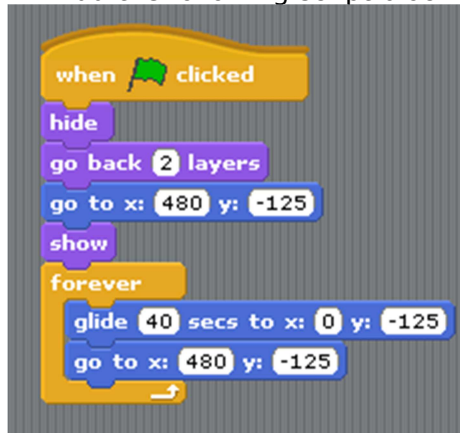 when clicked
hide
go back 2 layers
go to x: 480 y: -125
show
forever
glide 40 secs to x: 0 y: -125
go to x: 480 y: -125